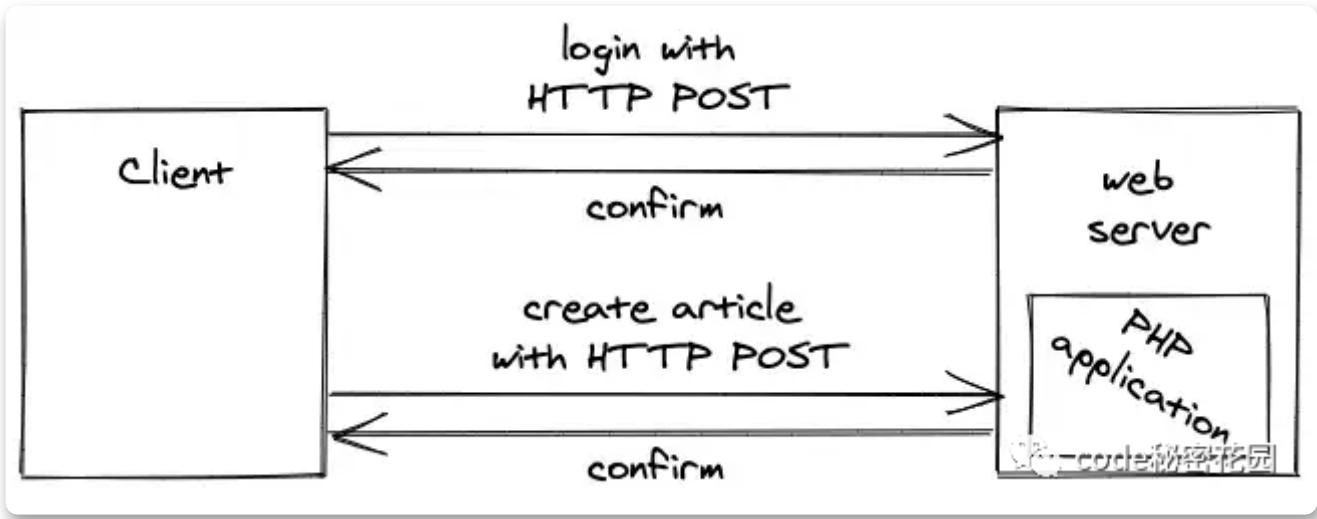 login with
HTTP POST
Client
confirm
web
server
create article
with HTTP POST
PHP
application
confirm
code秘密花园